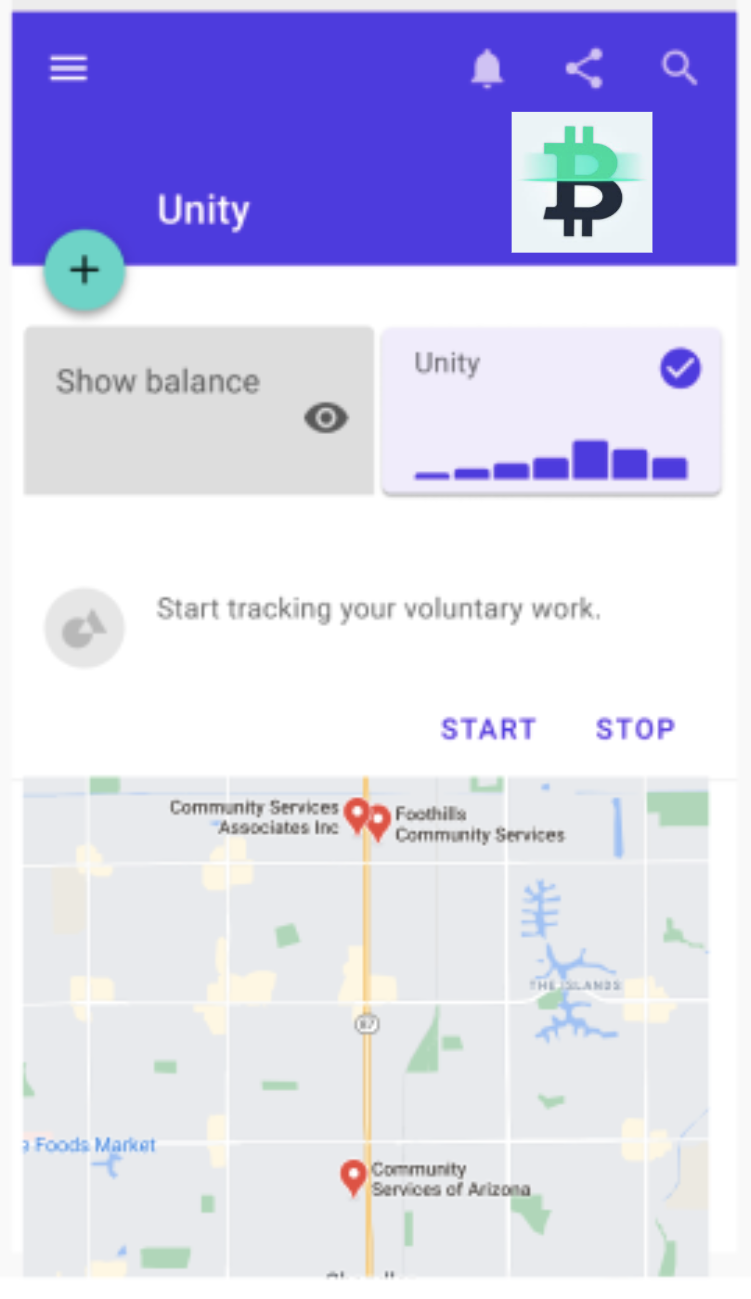 Unity
Show balance
Unity
Start tracking your voluntary work.
START STOP
Community Services
Associates Inc
Foothills
Community Services
THE ISLANDS
87
Foods Market
Community
Services of Arizona